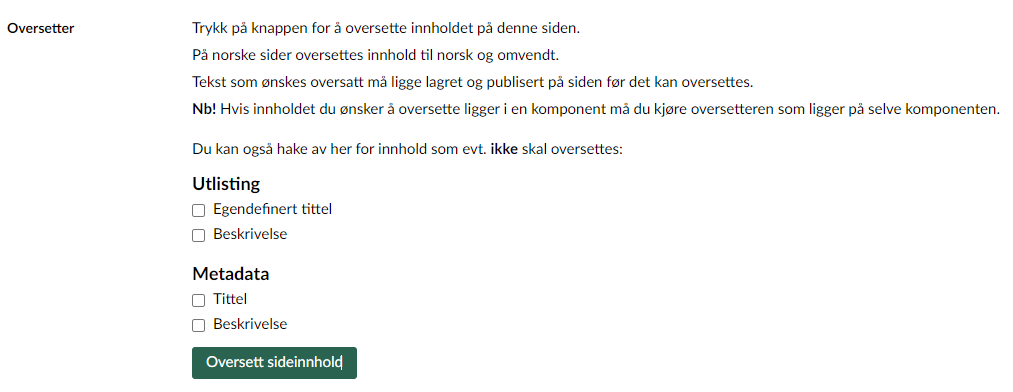 Oversetter
Trykk på knappen for å oversette innholdet på denne siden.
På norske sider oversettes innhold til norsk og omvendt.
Tekst som ønskes oversatt må ligge lagret og publisert på siden før det kan oversettes.
Nb! Hvis innholdet du ønsker å oversette ligger i en komponent må du kjøre oversetteren som ligger på selve komponenten.
Du kan også hake av her for innhold som evt. ikke skal oversettes:
Utlisting
Egendefinert tittel
Beskrivelse
Metadata
Tittel
Beskrivelse
Oversett sideinnhold